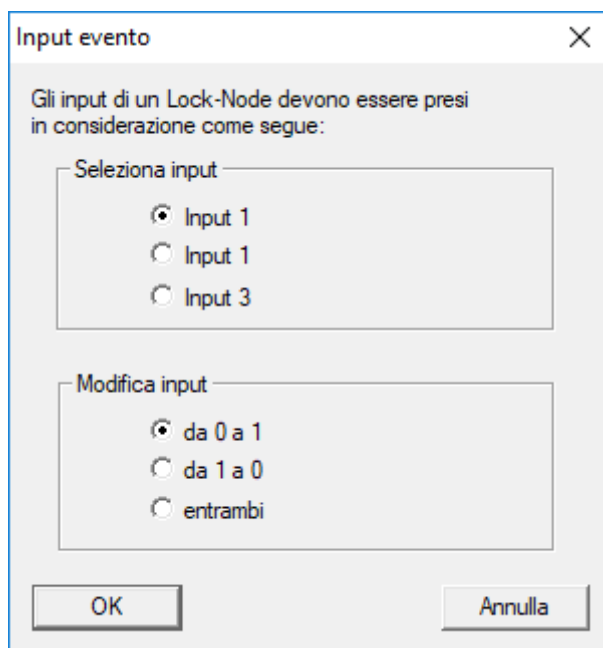 Input evento
Gli input di un Lock-Node devono essere presi
in considerazione come segue:
Seleziona input
Input 1
Input 1
Input 3
Modifica input
da 0 a 1
da 1 a 0
entrambi
OK
Annulla